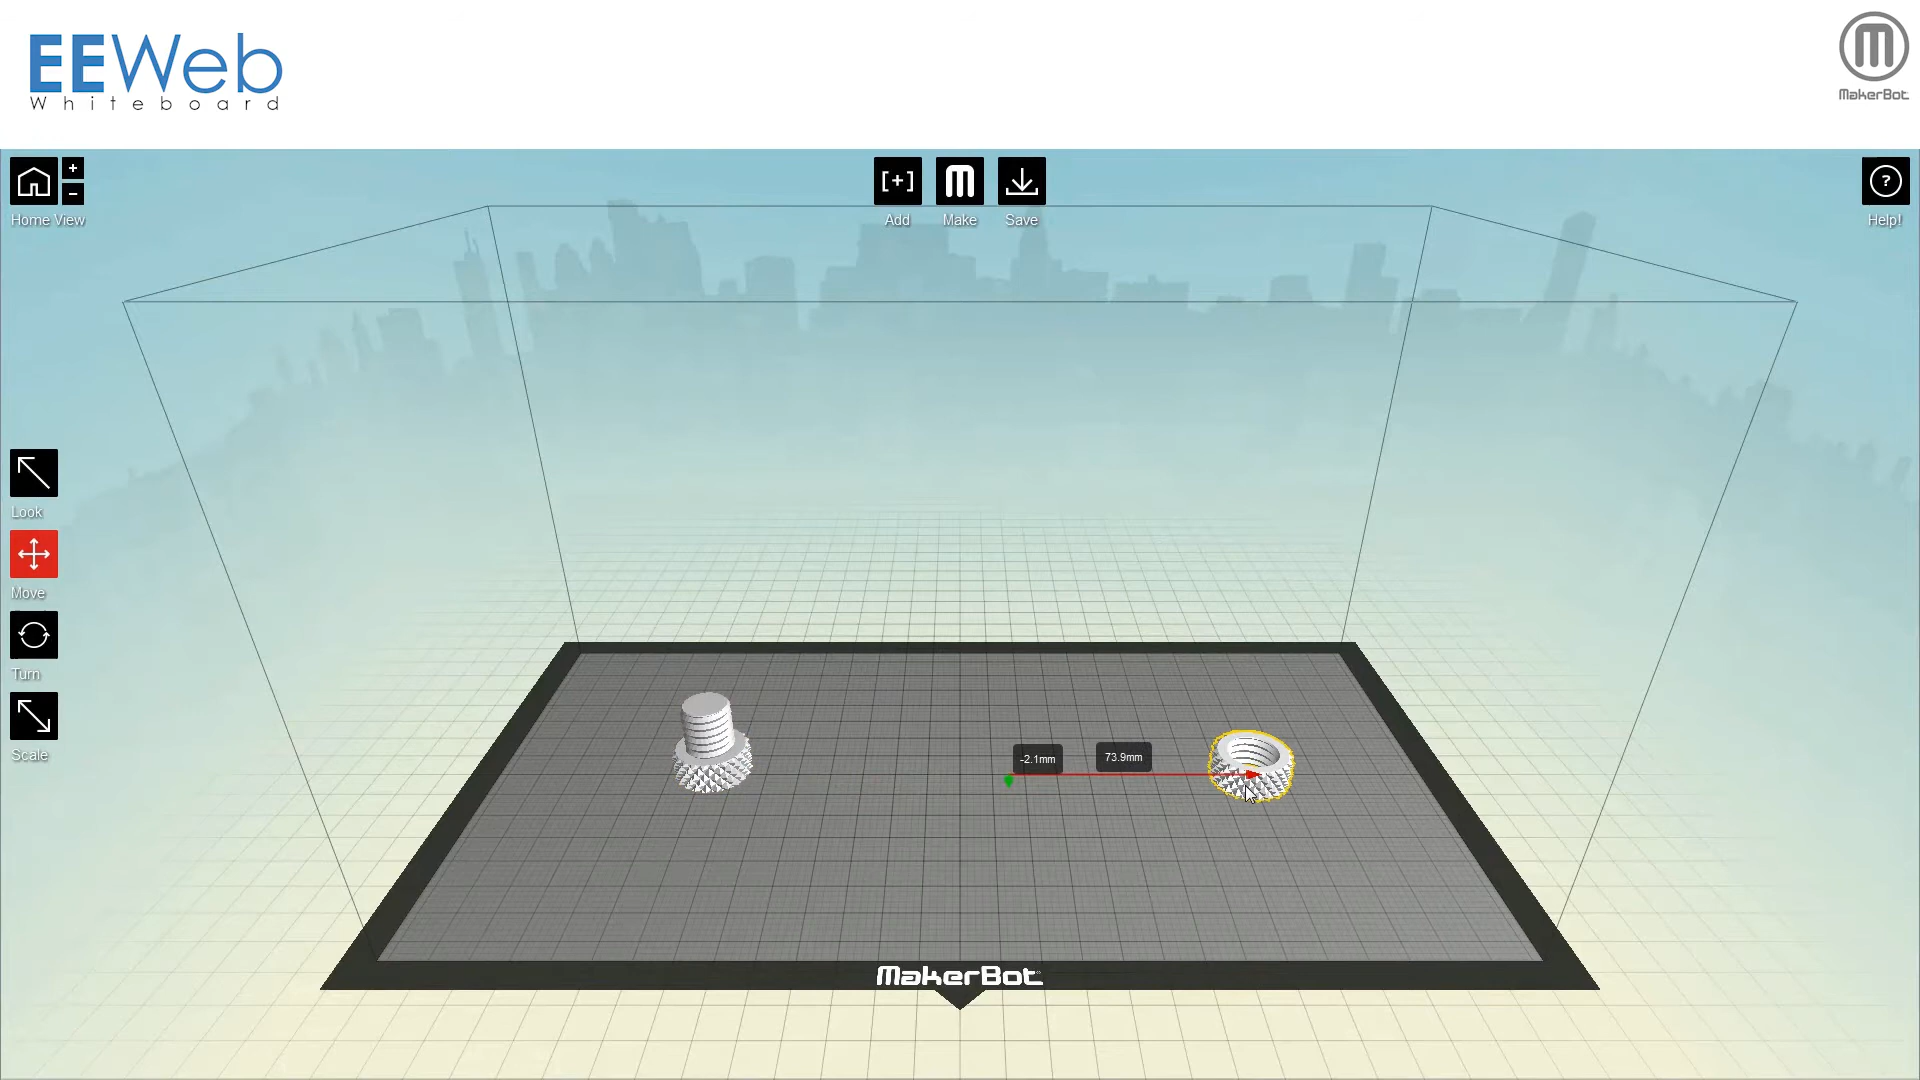 EEWeb
Whiteboard
MakerBot
Home View
Add
Make
Save
Help!
Look
Move
Turn
Scale
-2.1mm
73.9mm
MakerBot